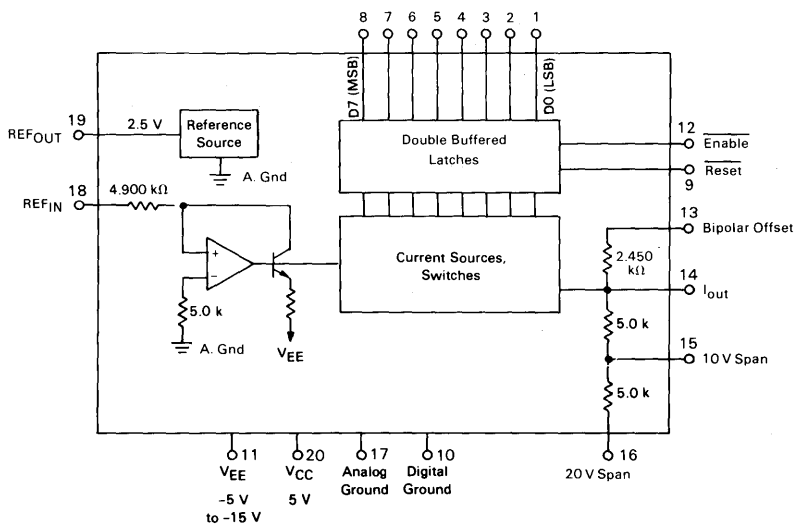 8 7 6 5 4 3 2 1
D7 (MSB)
D0 (LSB)
19
REFOUT
2.5 V
Reference
Source
A. Gnd
Double Buffered
Latches
12
Enable
Reset
9
18
REFIN
4.900 kΩ
13
Bipolar Offset
Current Sources,
Switches
2.450
kΩ
14
Iout
+
−
5.0 k
A. Gnd
VEE
5.0 k
15
10 V Span
5.0 k
11
VEE
-5 V
to -15 V
20
VCC
5 V
17
Analog
Ground
10
Digital
Ground
16
20 V Span